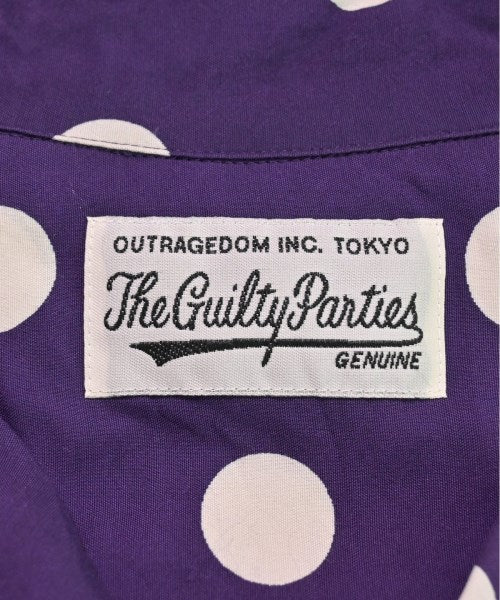 OUTRAGEDOM INC. TOKYO
The Guilty Parties
GENUINE